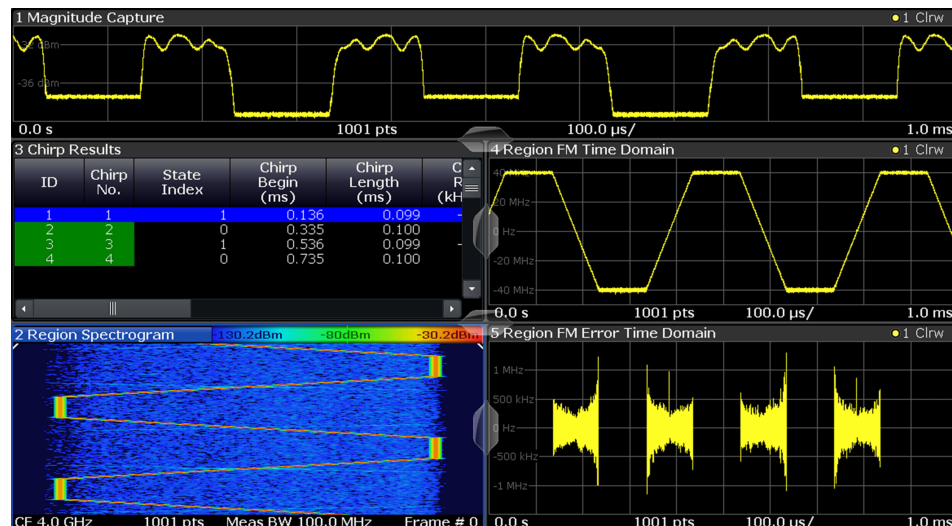 1 Magnitude Capture
1 Clrw
-32 dBm
-36 dBm
0.0 s 1001 pts 100.0 µs/ 1.0 ms
3 Chirp Results
ID Chirp No. State Index Chirp Begin (ms) Chirp Length (ms) C R (kH
1 1 1 0.136 0.099 -
2 2 0 0.335 0.100
3 3 1 0.536 0.099 -
4 4 0 0.735 0.100
4 Region FM Time Domain
1 Clrw
40 MHz
20 MHz
0 Hz
-20 MHz
-40 MHz
0.0 s 1001 pts 100.0 µs/ 1.0 ms
2 Region Spectrogram
-130.2dBm -80dBm -30.2dBm
CF 4.0 GHz 1001 pts Meas BW 100.0 MHz Frame # 0
5 Region FM Error Time Domain
1 Clrw
1 MHz
500 kHz
0 Hz
-500 kHz
-1 MHz
0.0 s 1001 pts 100.0 µs/ 1.0 ms